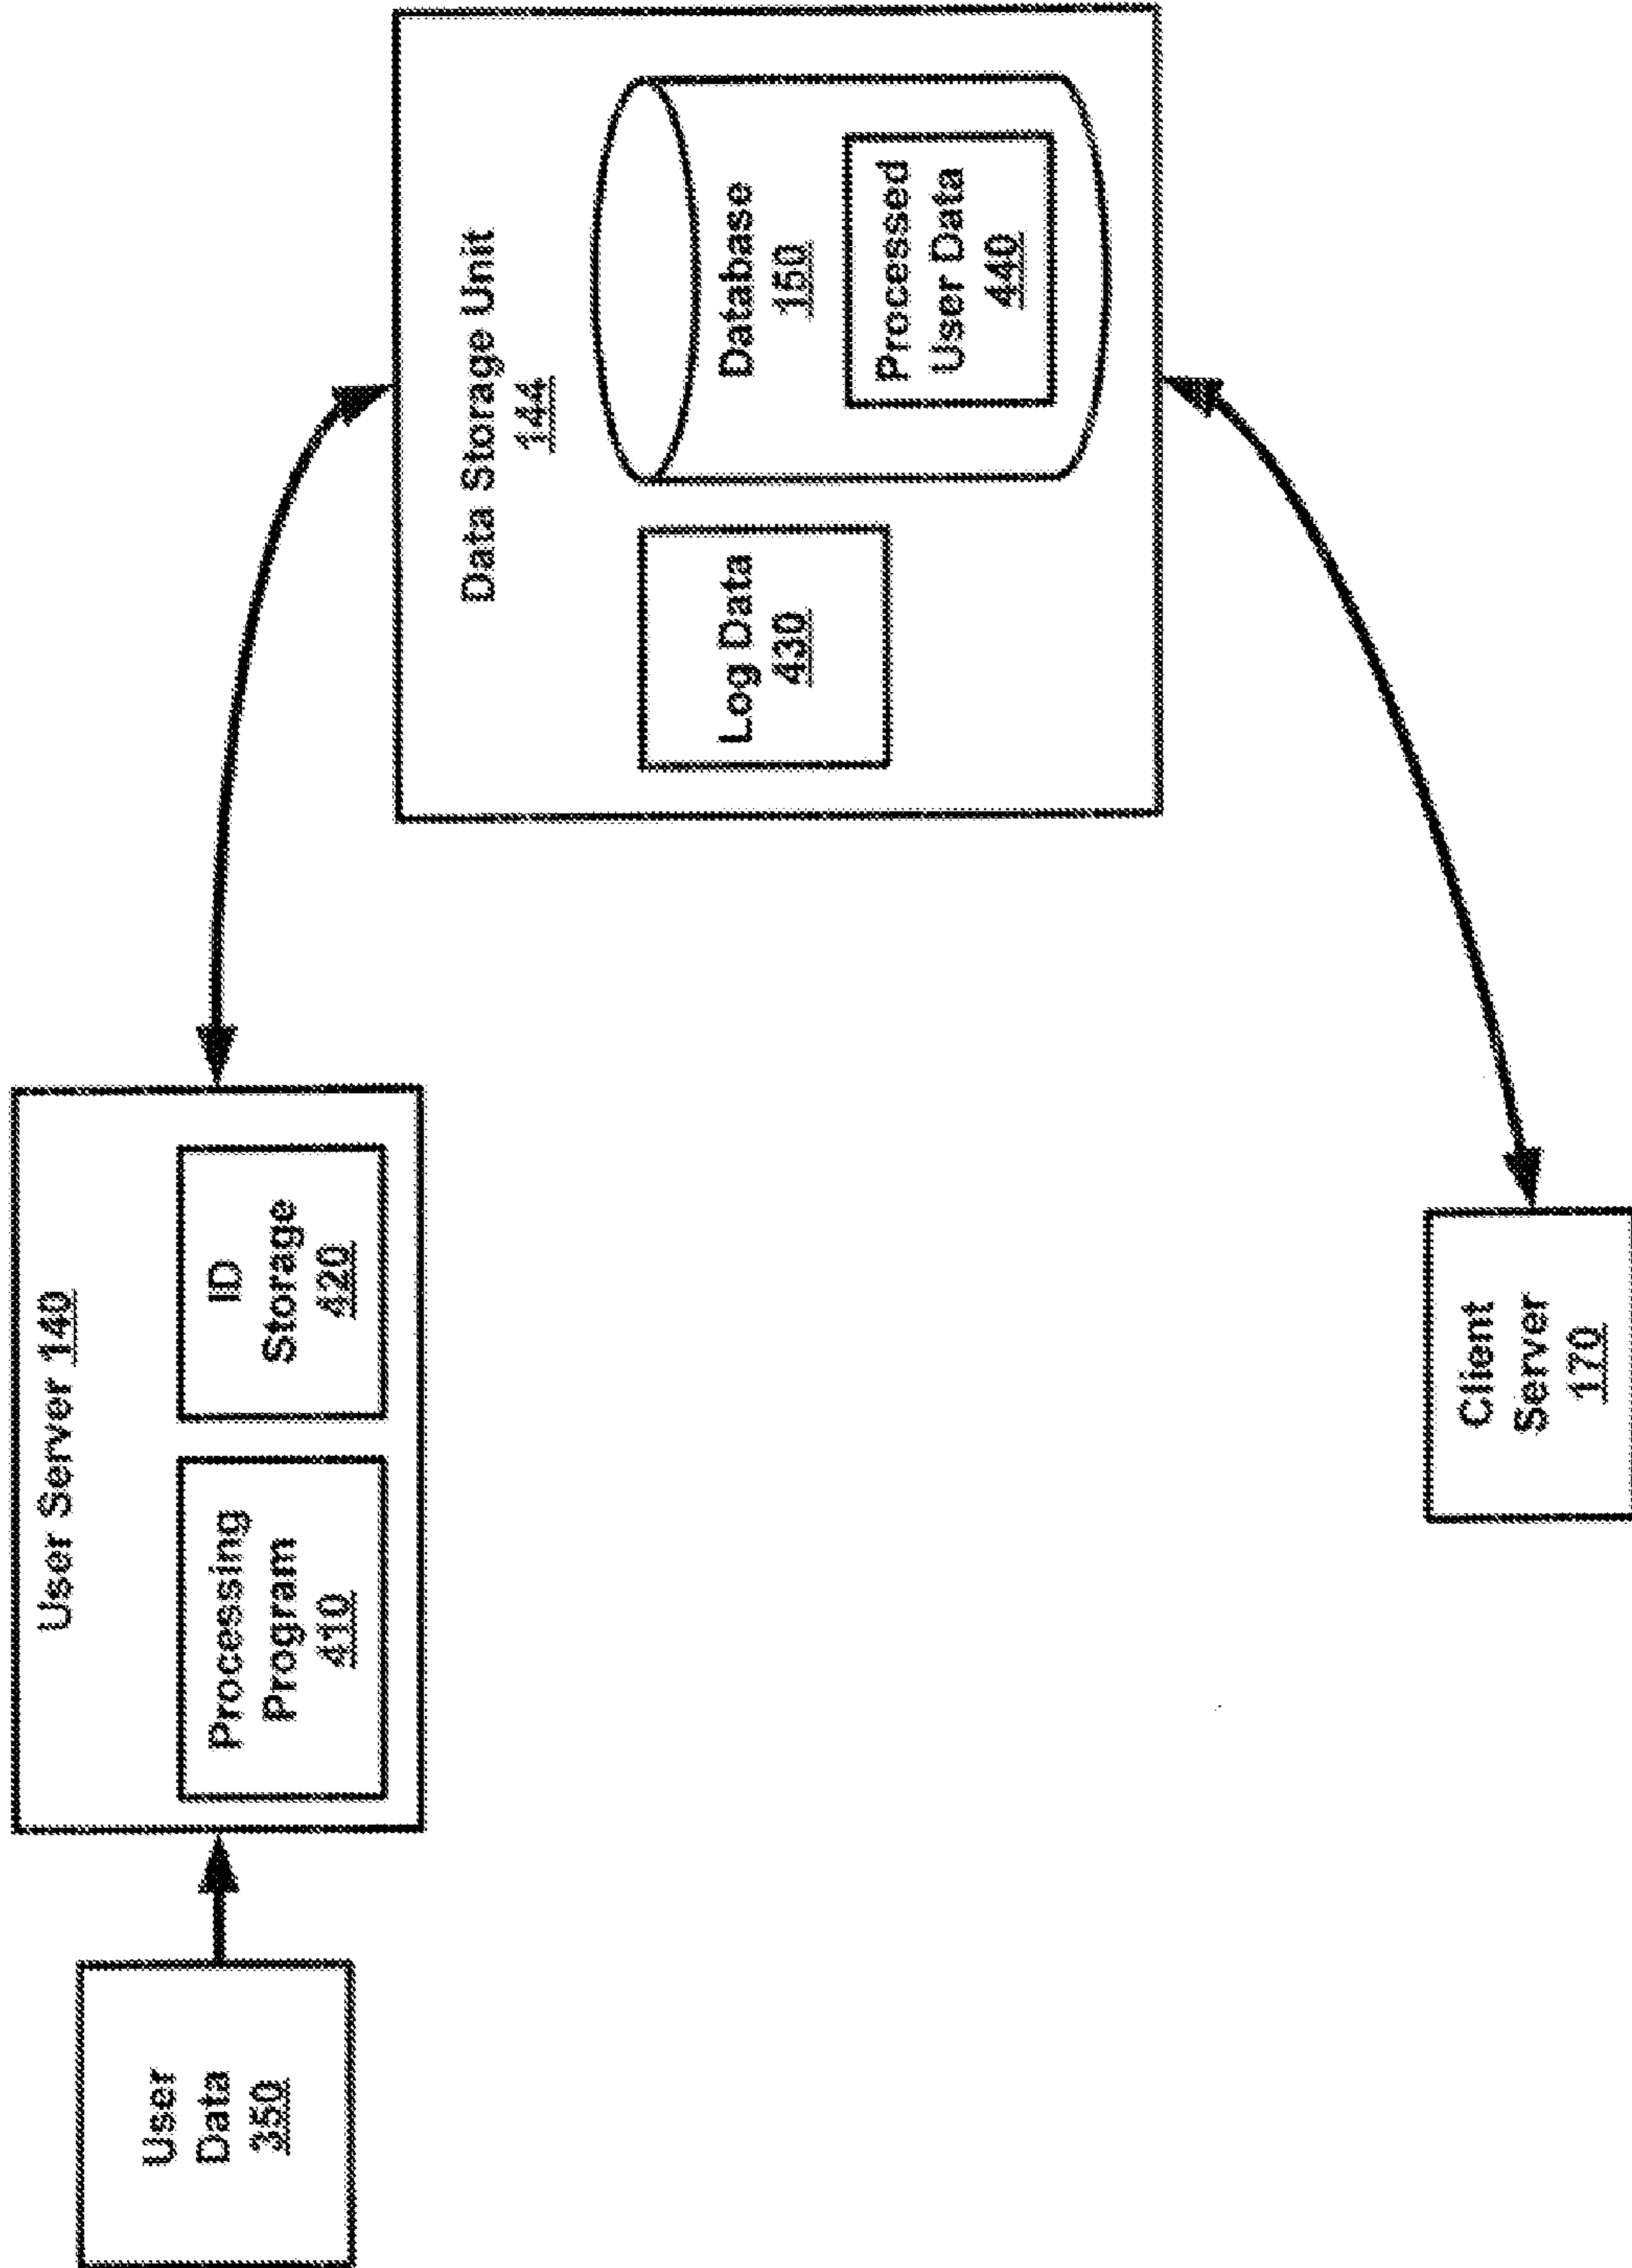 User
Data
350
User Server 140
Processing
Program
410
ID
Storage
420
Data Storage Unit
144
Log Data
430
Database
150
Processed
User Data
440
Client
Server
170